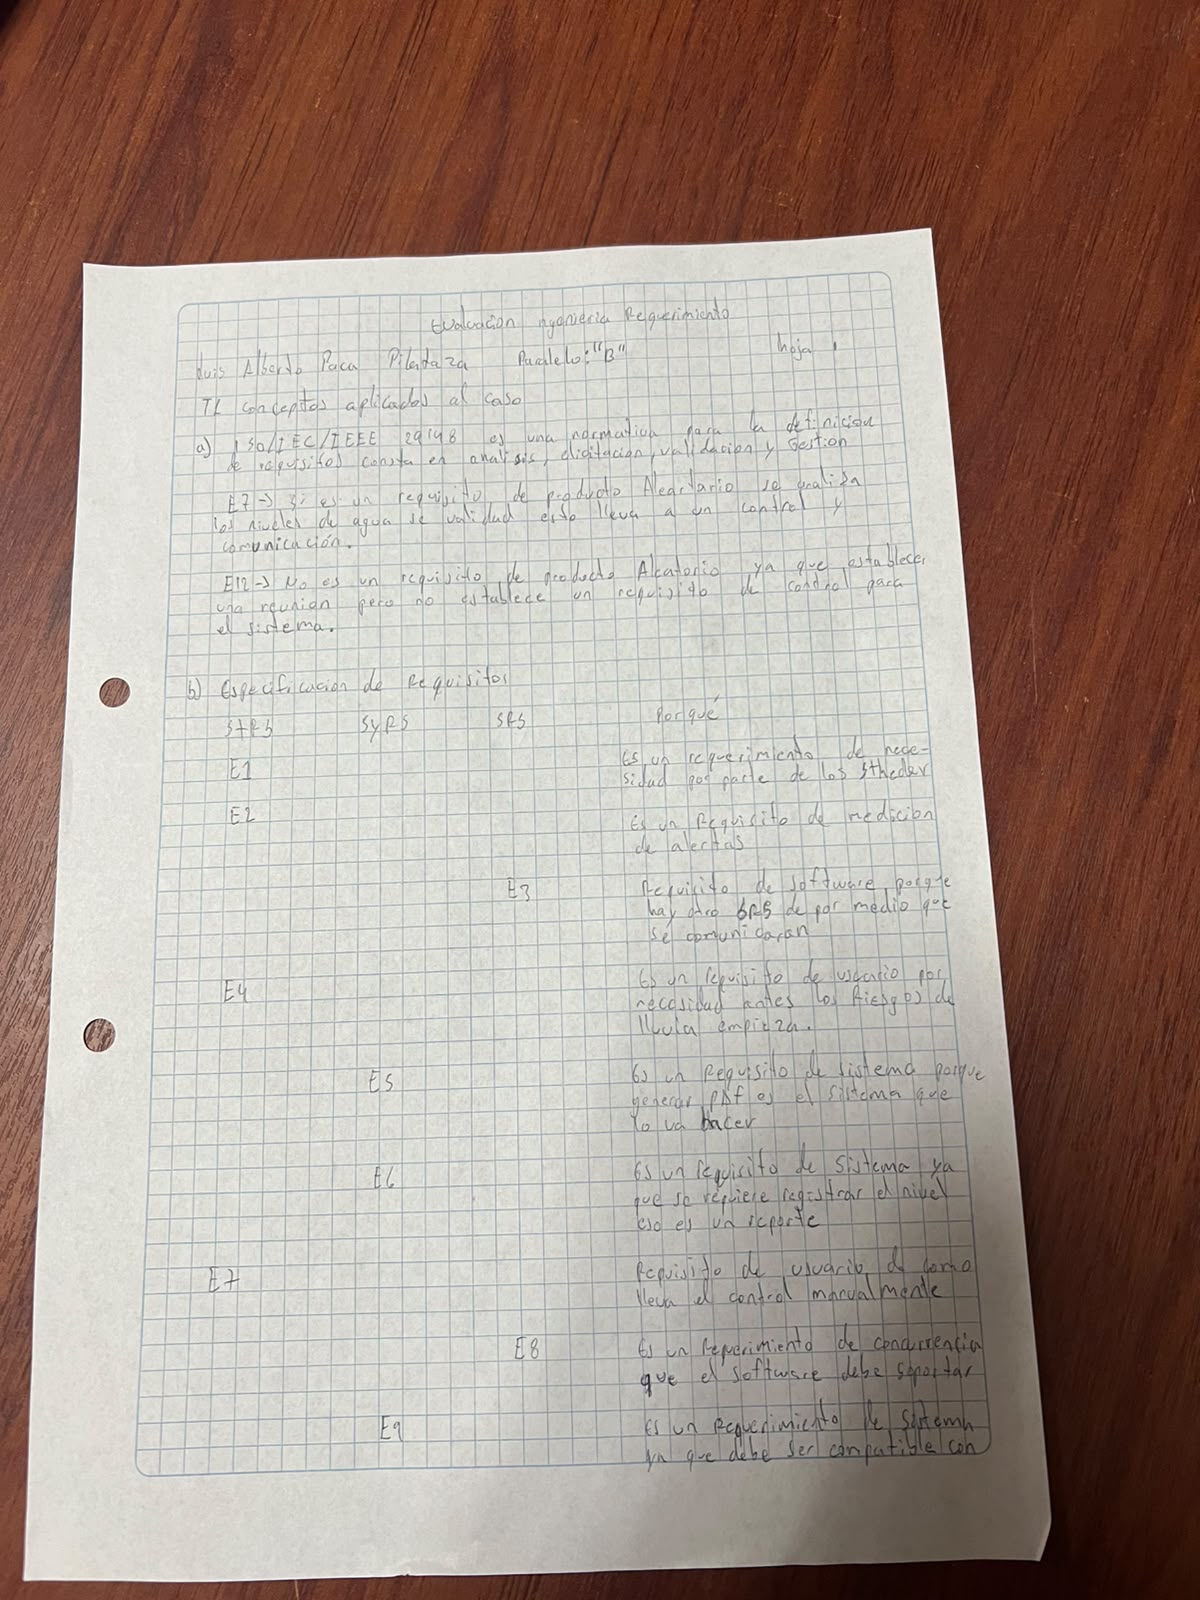 Evaluación ngenieria Requerimiento
Luis Alberto Paca Pilataza Paralelo: "B" hoja 1
T1 conceptos aplicados al caso
a) ISO/IEC/IEEE 29148 es una normativa para la definicion
de requisitos consta en analisis, elicitacion, validacion y Gestion
E7 -> Si es un requisito de producto Aleartario se analiza
los niveles de agua se validad esto lleva a un control y
comunicación.
E12 -> No es un requisito de producto Alcatorio ya que establecer
una reunion pero no establece un requisito de control para
el sistema.
b) Especificacion de Requisitos
StRS SyRS SRS Porqué
E1 Es un requerimiento de nece-
sidad por parte de los Stheder
E2 Es un Requisito de medicion
de alertas
E3 Requisito de software porque
hay otro SRS de por medio que
se comunicaran
E4 Es un requisito de usuario por
necesidad antes los Riesgos de
lluvia empieza.
E5 Es un Requisito de sistema porque
generar pdf es el sistema que
lo va hacer
E6 Es un requisito de Sistema ya
que se requiere registrar el nivel
eso es un reporte
E7 Requisito de usuario de como
lleva el control manualmente
E8 Es un Requerimiento de concurrencia
que el software debe soportar
E9 Es un Requerimiento de sistema
ya que debe ser compatible con